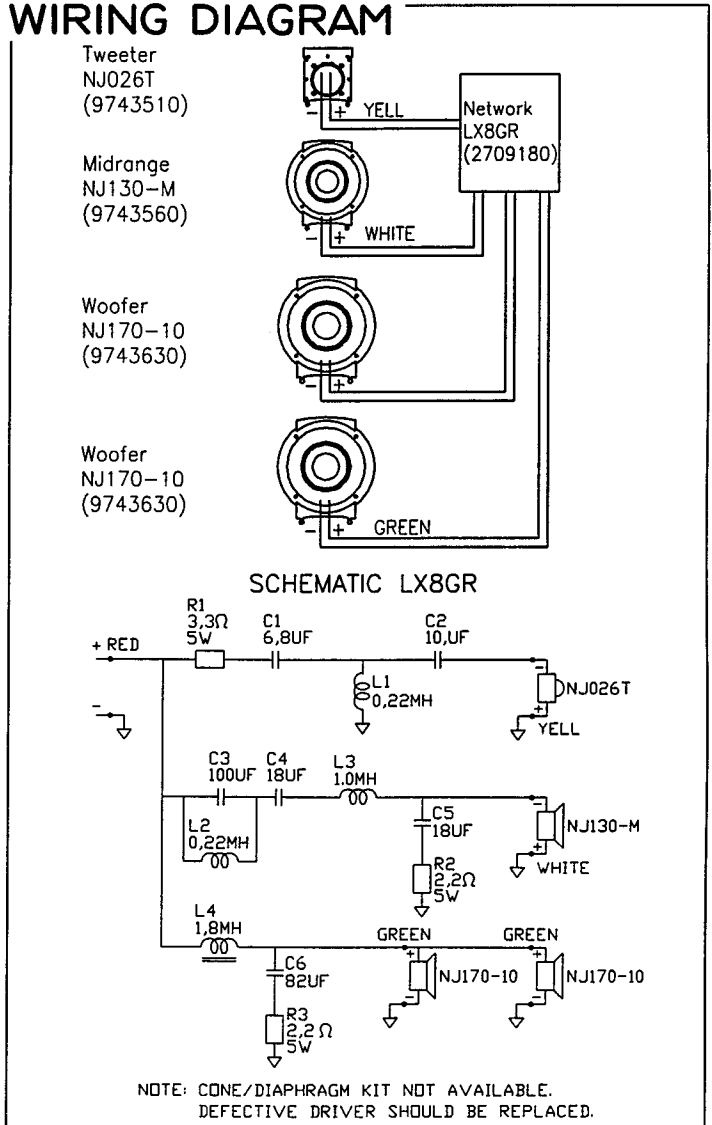 WIRING DIAGRAM
Tweeter
NJ026T
(9743510)
- + YELL
Network
LX8GR
(2709180)
Midrange
NJ130-M
(9743560)
- + WHITE
Woofer
NJ170-10
(9743630)
- +
Woofer
NJ170-10
(9743630)
- + GREEN
SCHEMATIC LX8GR
+ RED
-
R1
3,3Ω
5W
C1
6,8UF
C2
10,UF
L1
0,22MH
-
NJ026T
+
YELL
C3
100UF
C4
18UF
L3
1.0MH
L2
0,22MH
C5
18UF
R2
2,2Ω
5W
-
NJ130-M
+
WHITE
L4
1,8MH
C6
82UF
R3
2,2Ω
5W
GREEN
+
NJ170-10
-
GREEN
+
NJ170-10
-
NOTE: CONE/DIAPHRAGM KIT NOT AVAILABLE.
DEFECTIVE DRIVER SHOULD BE REPLACED.